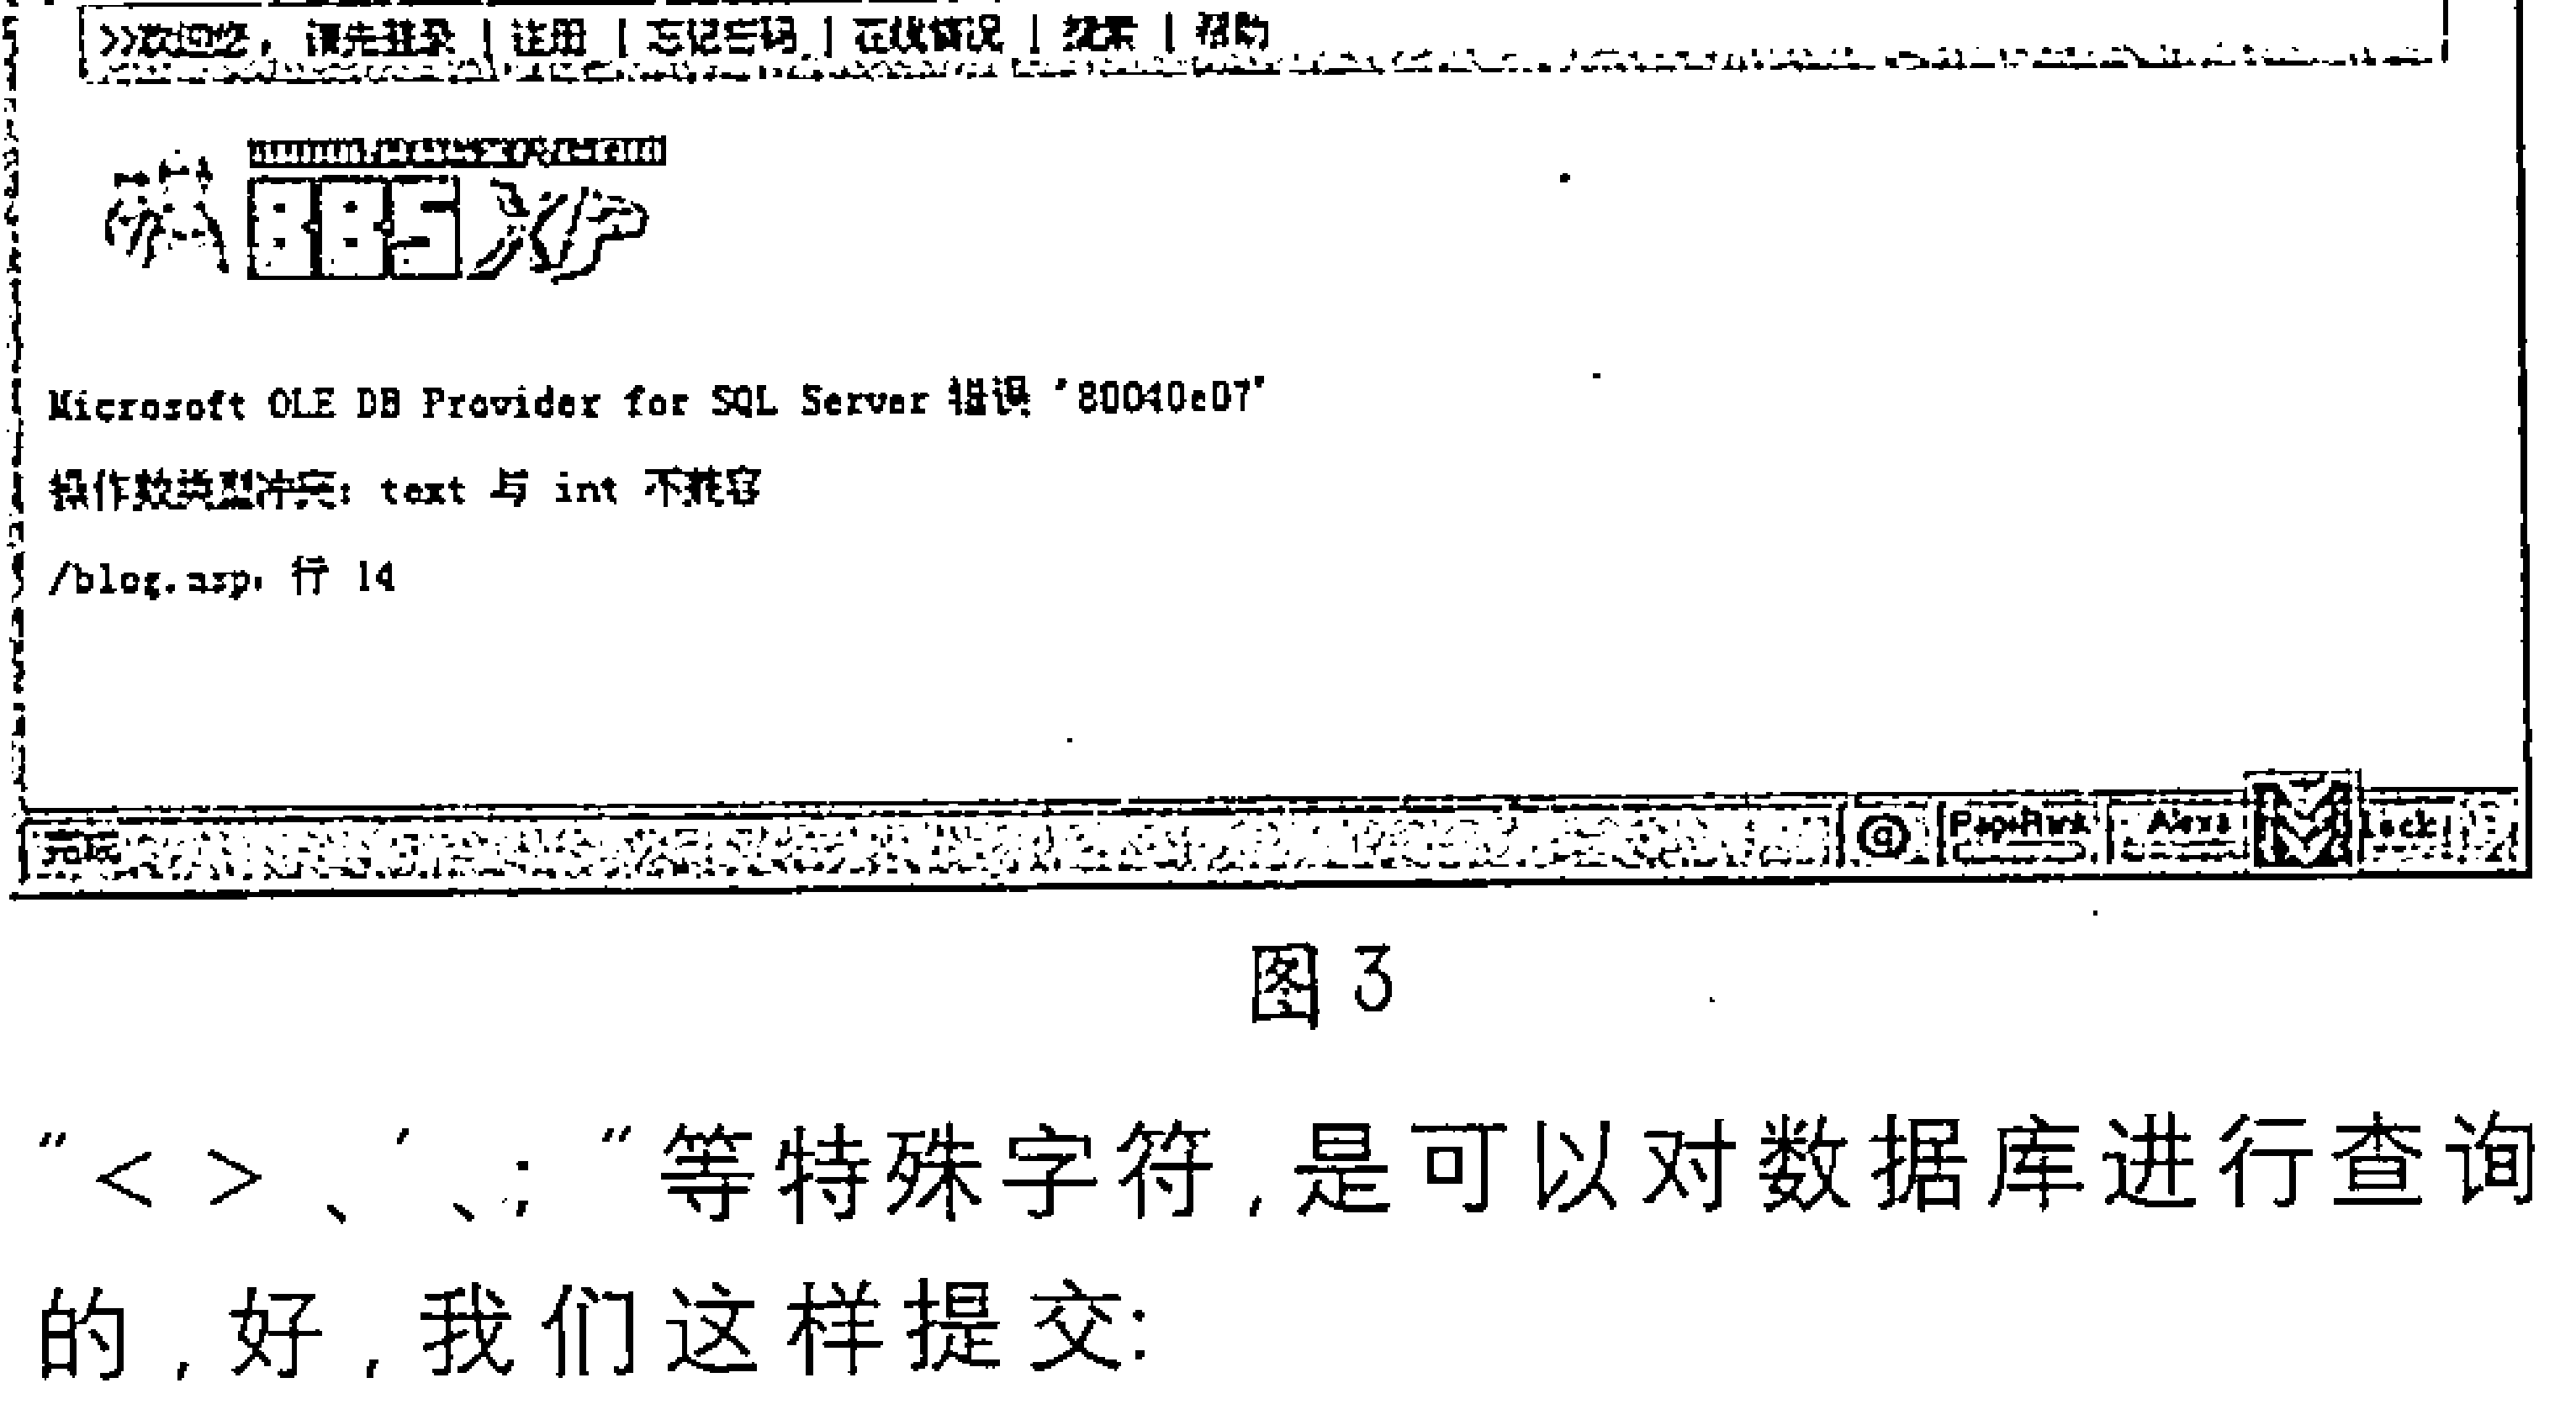 >>欢迎您, 请先登录 | 注册 | 忘记密码 | 在线情况 | 搜索 | 帮助
BBS XP
Microsoft OLE DB Provider for SQL Server 错误 '80040e07'
操作数类型冲突: text 与 int 不兼容
/blog.asp, 行 14
PageRank Alexa
图 3
"< > 、 ′ 、; "等特殊字符,是可以对数据库进行查询
的,好,我们这样提交: